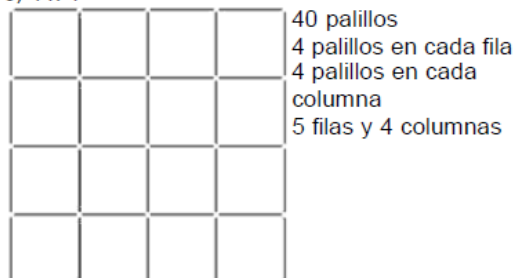 40 palillos
4 palillos en cada fila
4 palillos en cada
columna
5 filas y 4 columnas